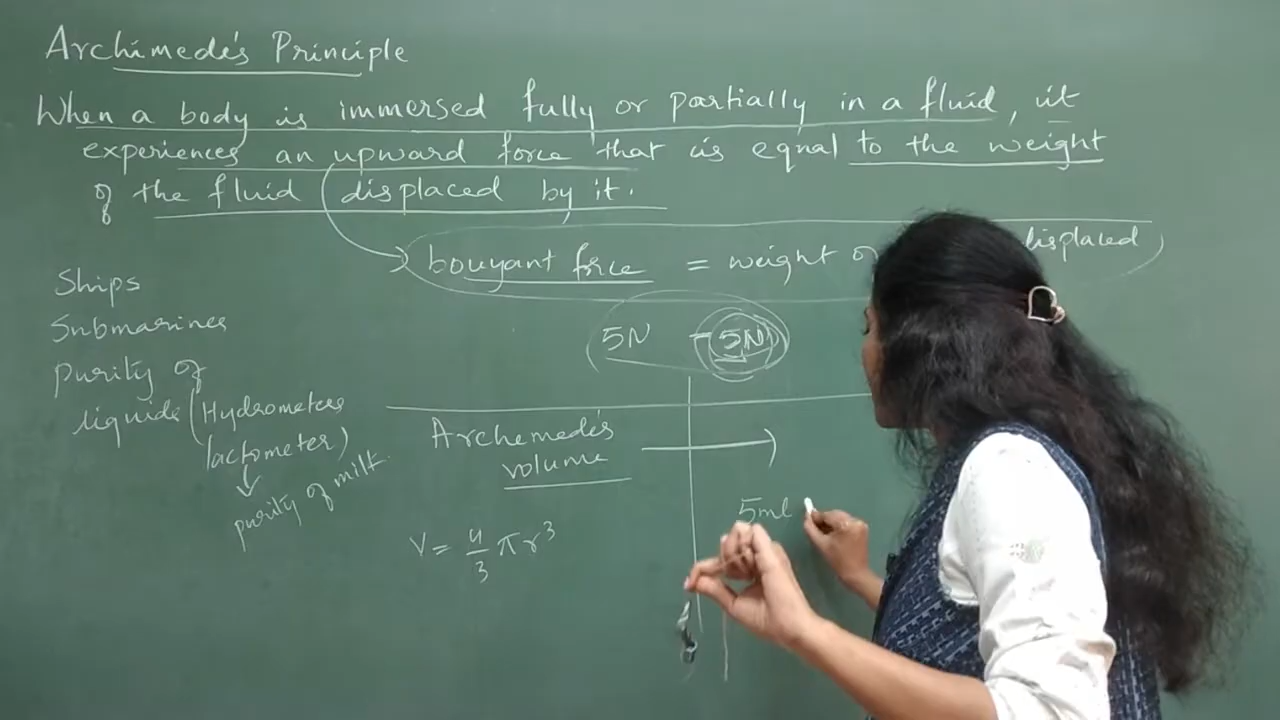 Archimede's Principle
When a body is immersed fully or partially in a fluid, it
experiences an upward force that is equal to the weight
of the fluid displaced by it.
bouyant force = weight of displaced
Ships
Submarines
purity of
liquids (Hydrometers
lactometer)
purity of milk.
5N - 5N
Archemede's
volume
5ml
V = 4/3 πr³